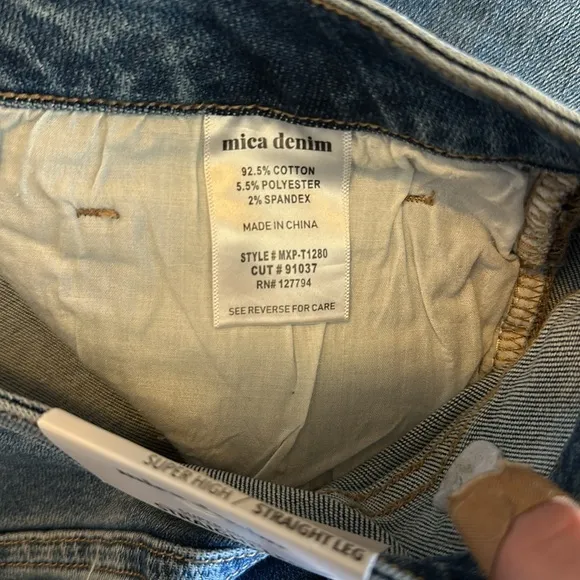 mica denim
92.5% COTTON
5.5% POLYESTER
2% SPANDEX
MADE IN CHINA
STYLE # MXP-T1280
CUT # 91037
RN# 127794
SEE REVERSE FOR CARE
SUPER HIGH / STRAIGHT LEG